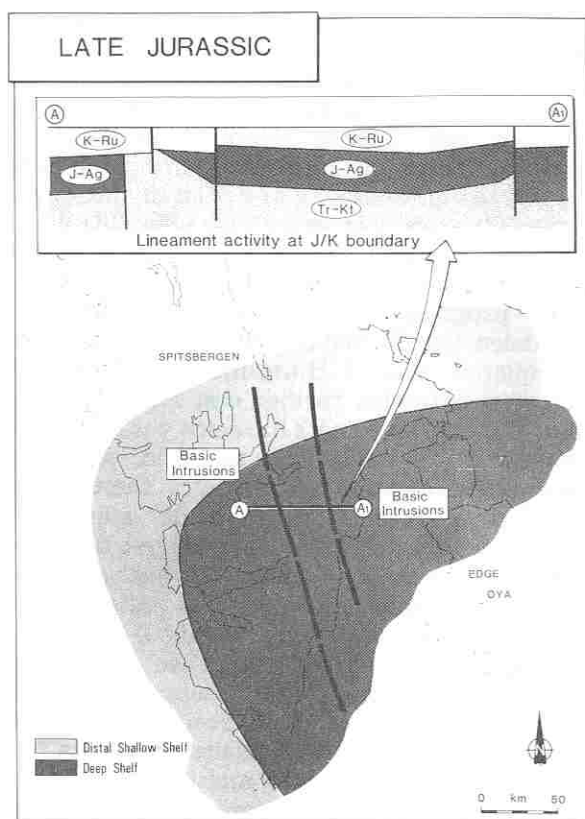 LATE JURASSIC
A
A1
K-Ru
K-Ru
J-Ag
J-Ag
Tr-Kt
Lineament activity at J/K boundary
SPITSBERGEN
Basic
Intrusions
A
A1
Basic
Intrusions
EDGE
OYA
Distal Shallow Shelf
Deep Shelf
N
0 km 50